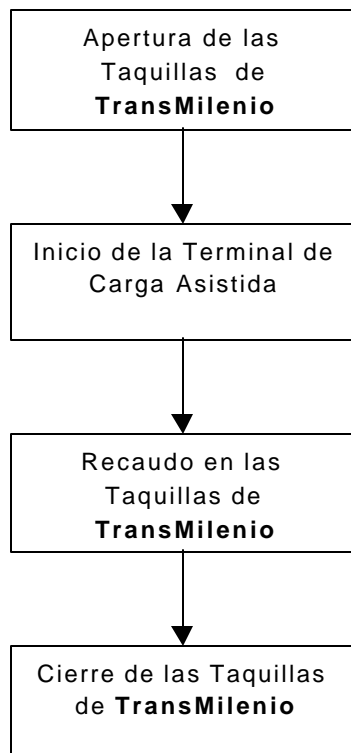 Apertura de las
Taquillas de
TransMilenio
Inicio de la Terminal de
Carga Asistida
Recaudo en las
Taquillas de
TransMilenio
Cierre de las Taquillas
de TransMilenio